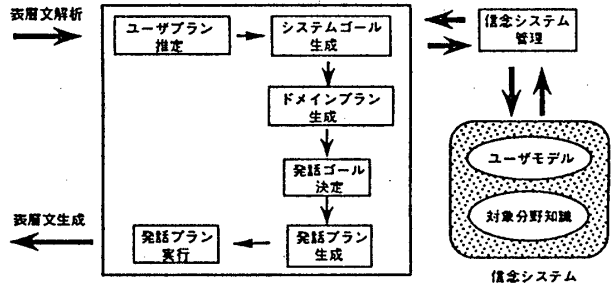 表層文解析
ユーザプラン
推定
システムゴール
生成
信念システム
管理
ドメインプラン
生成
発話ゴール
決定
ユーザモデル
対象分野知識
表層文生成
発話プラン
実行
発話プラン
生成
信念システム